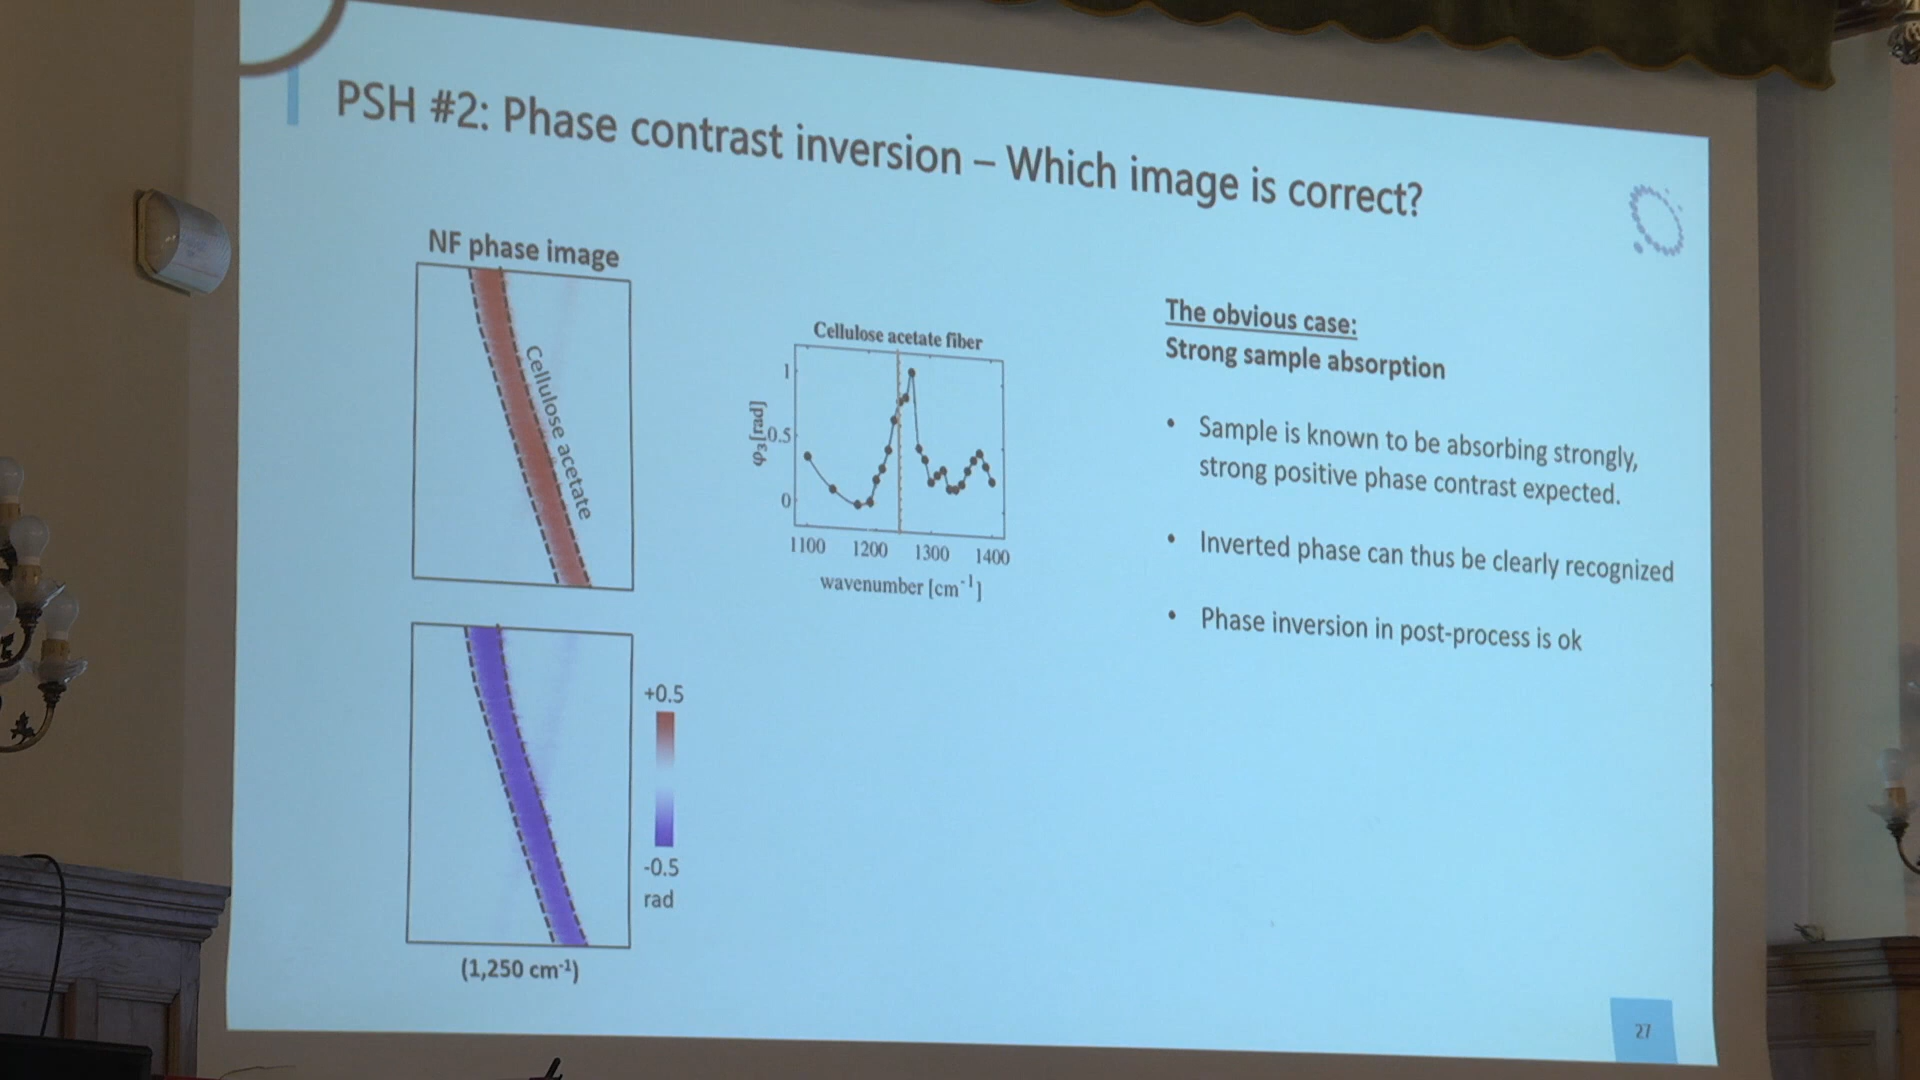 PSH #2: Phase contrast inversion – Which image is correct?
NF phase image
Cellulose acetate
Cellulose acetate fiber
1
0.5
0
φ₃[rad]
1100 1200 1300 1400
wavenumber [cm⁻¹]
+0.5
-0.5
rad
(1,250 cm⁻¹)
The obvious case:
Strong sample absorption
• Sample is known to be absorbing strongly,
strong positive phase contrast expected.
• Inverted phase can thus be clearly recognized
• Phase inversion in post-process is ok
27